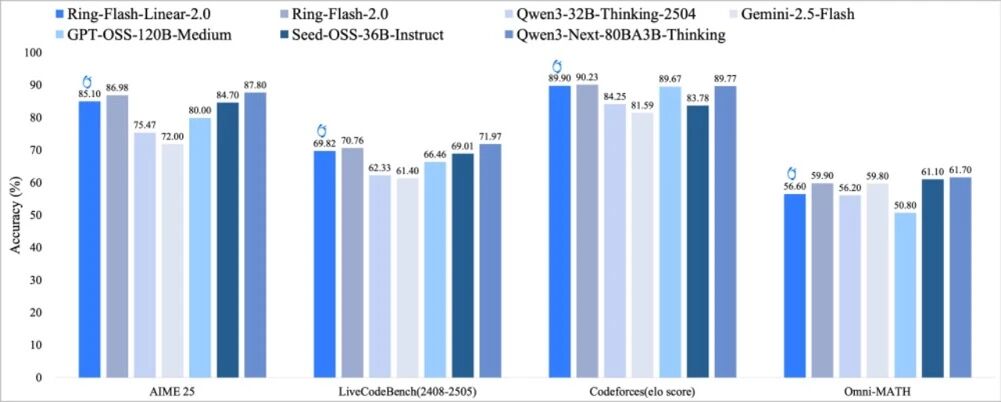 Ring-Flash-Linear-2.0 Ring-Flash-2.0 Qwen3-32B-Thinking-2504 Gemini-2.5-Flash
GPT-OSS-120B-Medium Seed-OSS-36B-Instruct Qwen3-Next-80BA3B-Thinking
Accuracy (%)
100
90
80
70
60
50
40
30
20
10
0
85.10 86.98 75.47 72.00 80.00 84.70 87.80
69.82 70.76 62.33 61.40 66.46 69.01 71.97
89.90 90.23 84.25 81.59 89.67 83.78 89.77
56.60 59.90 56.20 59.80 50.80 61.10 61.70
AIME 25 LiveCodeBench(2408-2505) Codeforces(elo score) Omni-MATH